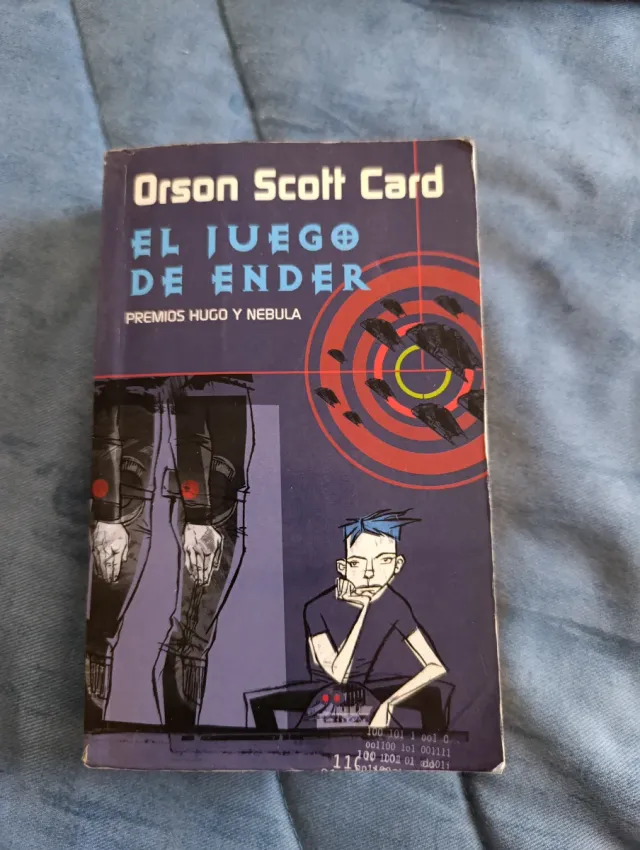 Orson Scott Card
EL JUEGO
DE ENDER
PREMIOS HUGO Y NEBULA